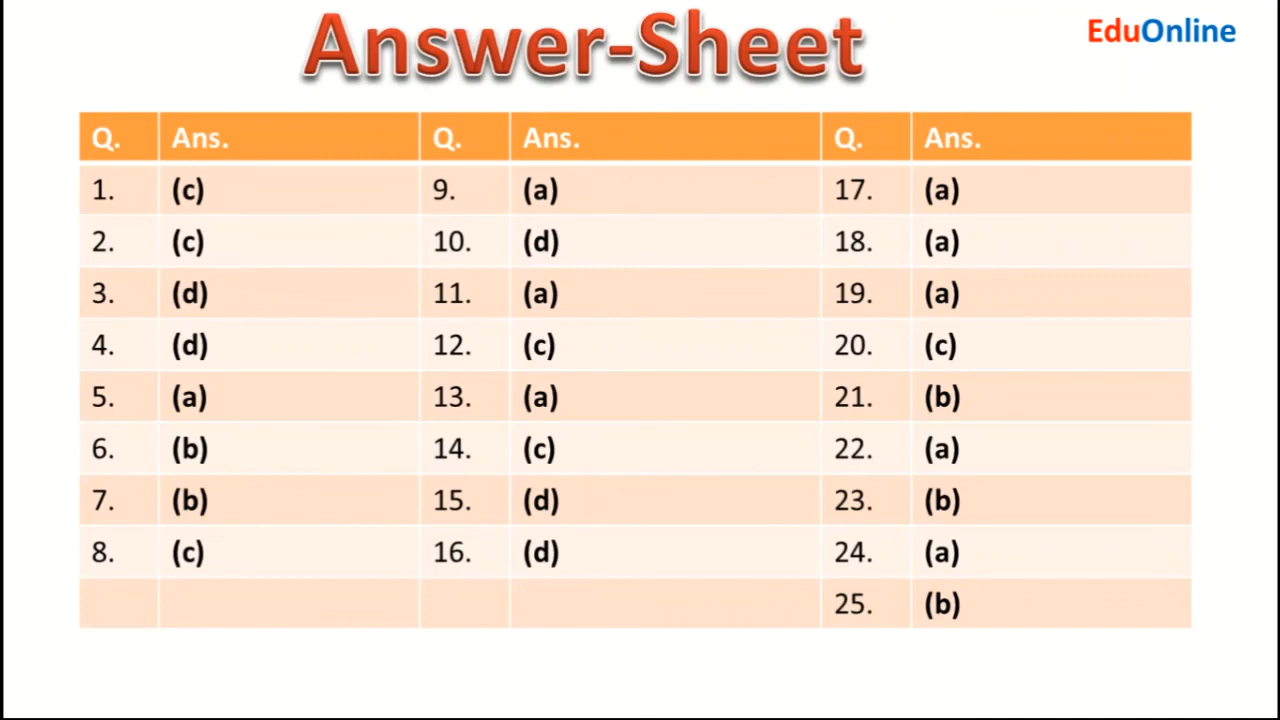 Answer-Sheet
EduOnline
Q. Ans. Q. Ans. Q. Ans.
1. (c) 9. (a) 17. (a)
2. (c) 10. (d) 18. (a)
3. (d) 11. (a) 19. (a)
4. (d) 12. (c) 20. (c)
5. (a) 13. (a) 21. (b)
6. (b) 14. (c) 22. (a)
7. (b) 15. (d) 23. (b)
8. (c) 16. (d) 24. (a)
25. (b)